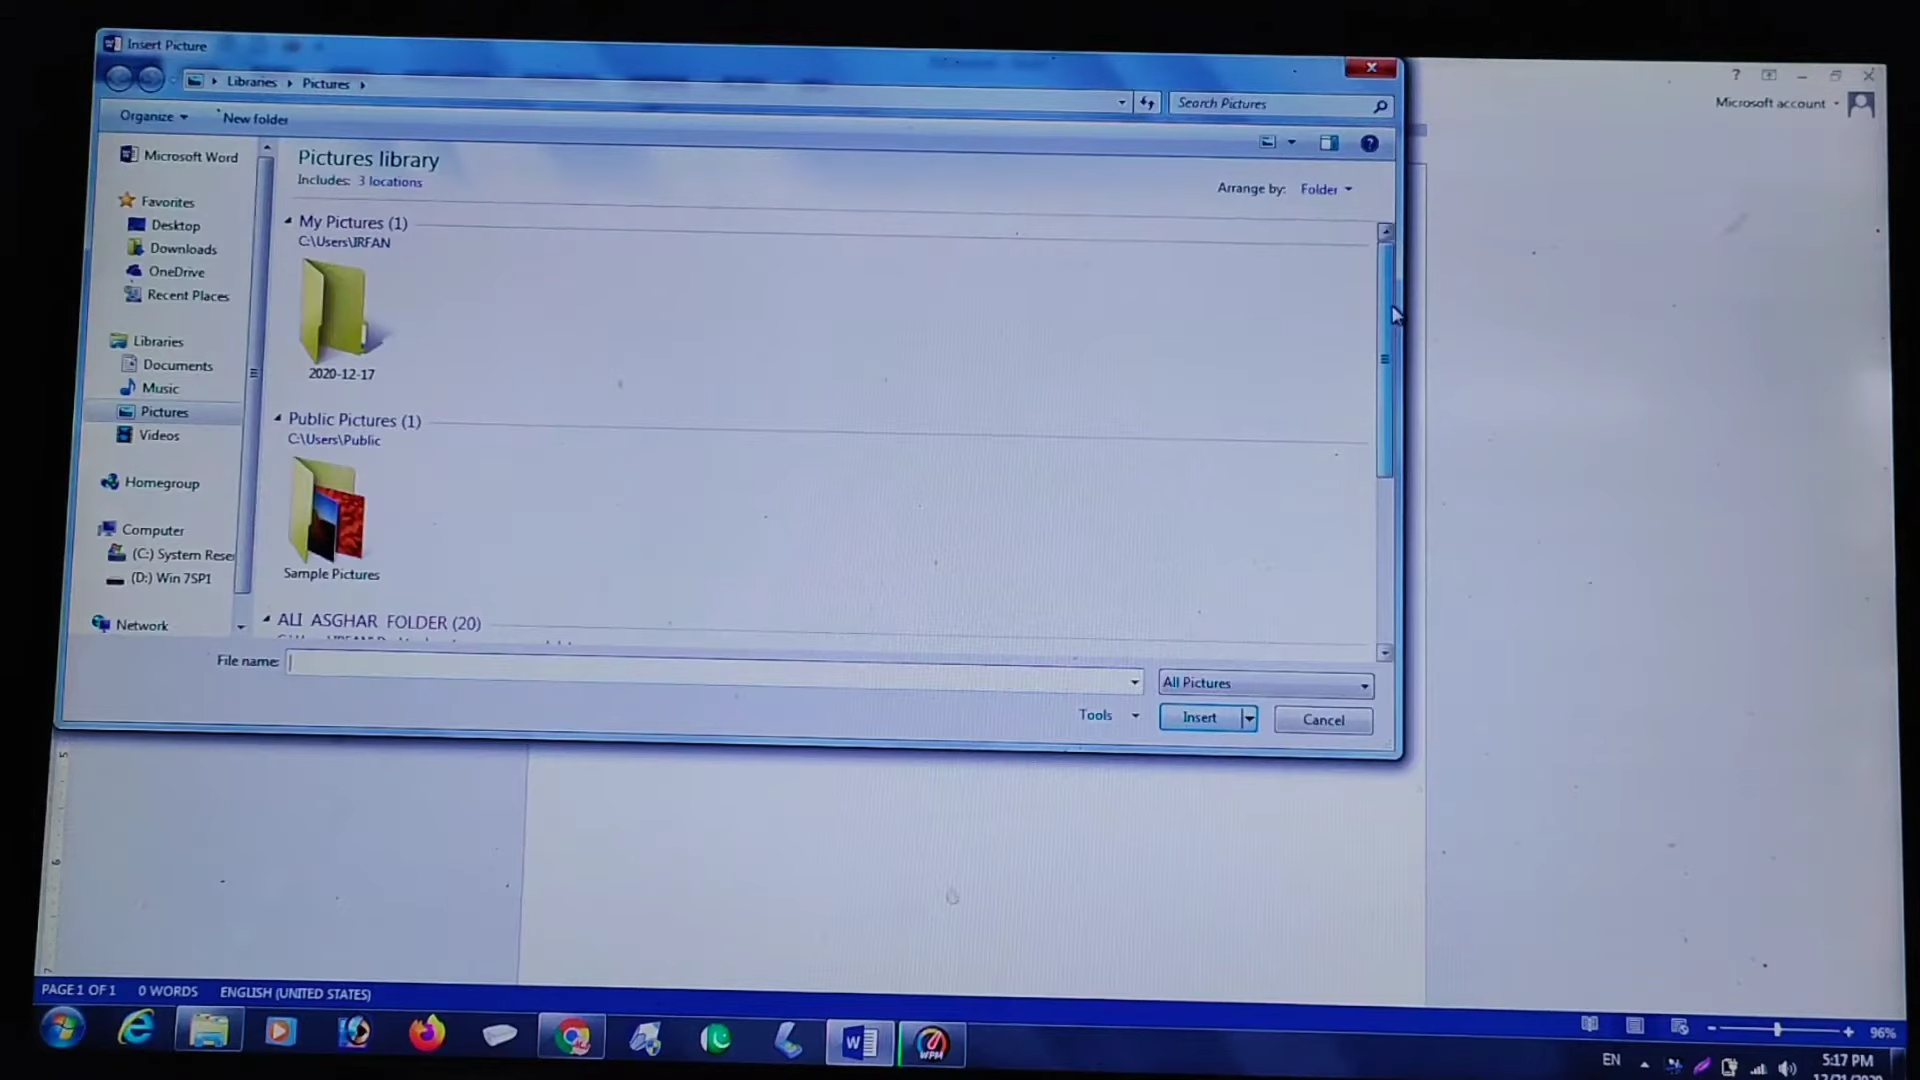 Insert Picture
Libraries Pictures
Search Pictures
Organize New folder
Microsoft account
Microsoft Word
Favorites
Desktop
Downloads
OneDrive
Recent Places
Libraries
Documents
Music
Pictures
Videos
Homegroup
Computer
(C:) System Rese
(D:) Win 7SP1
Network
Pictures library
Includes: 3 locations
Arrange by: Folder
My Pictures (1)
C:\Users\IRFAN
2020-12-17
Public Pictures (1)
C:\Users\Public
Sample Pictures
ALI ASGHAR FOLDER (20)
File name:
All Pictures
Tools Insert Cancel
5
6
7
PAGE 1 OF 1 0 WORDS ENGLISH (UNITED STATES)
96%
W
WPM
EN
5:17 PM